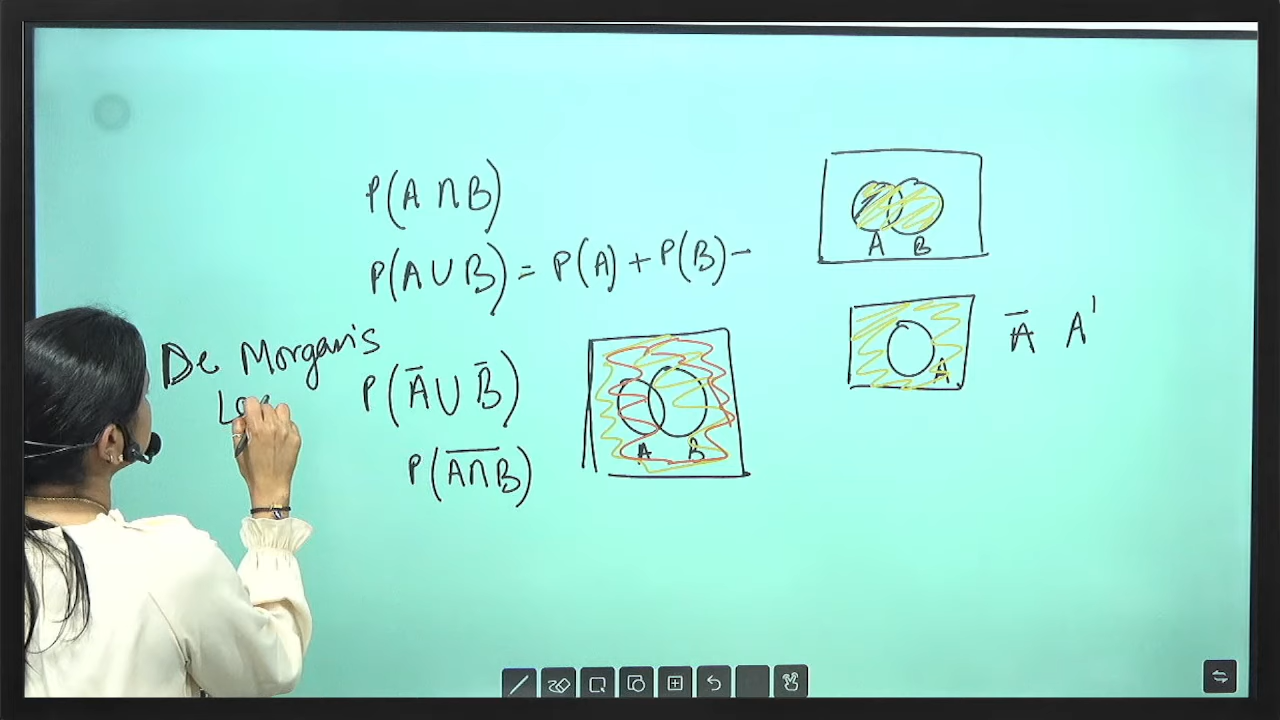 P(A ∩ B)
P(A ∪ B) = P(A) + P(B) -
A B
A̅ A'
A
De Morgan's
P(A̅ ∪ B̅)
A B
P(A̅∩̅B)